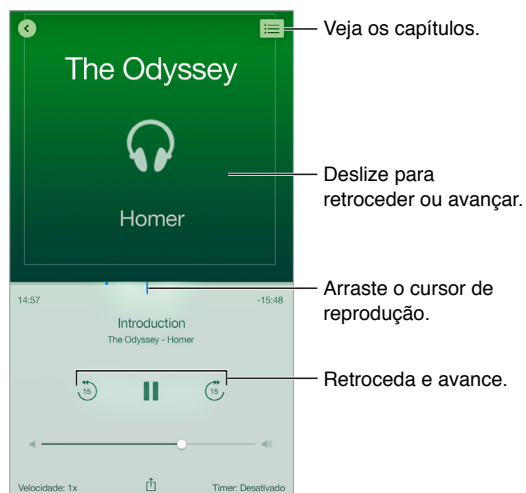 The Odyssey
Homer
14:57
-15:48
Introduction
The Odyssey - Homer
15
15
Velocidade: 1x
Timer: Desativado
Veja os capítulos.
Deslize para
retroceder ou avançar.
Arraste o cursor de
reprodução.
Retroceda e avance.